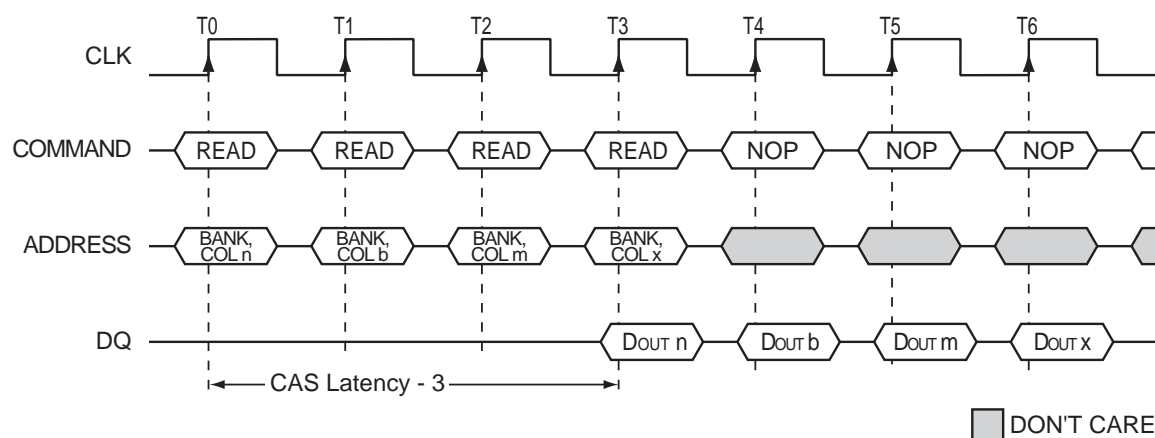 T0 T1 T2 T3 T4 T5 T6
CLK
COMMAND READ READ READ READ NOP NOP NOP
ADDRESS BANK, COL n BANK, COL b BANK, COL m BANK, COL x
DQ DOUT n DOUT b DOUT m DOUT x
CAS Latency - 3
DON'T CARE